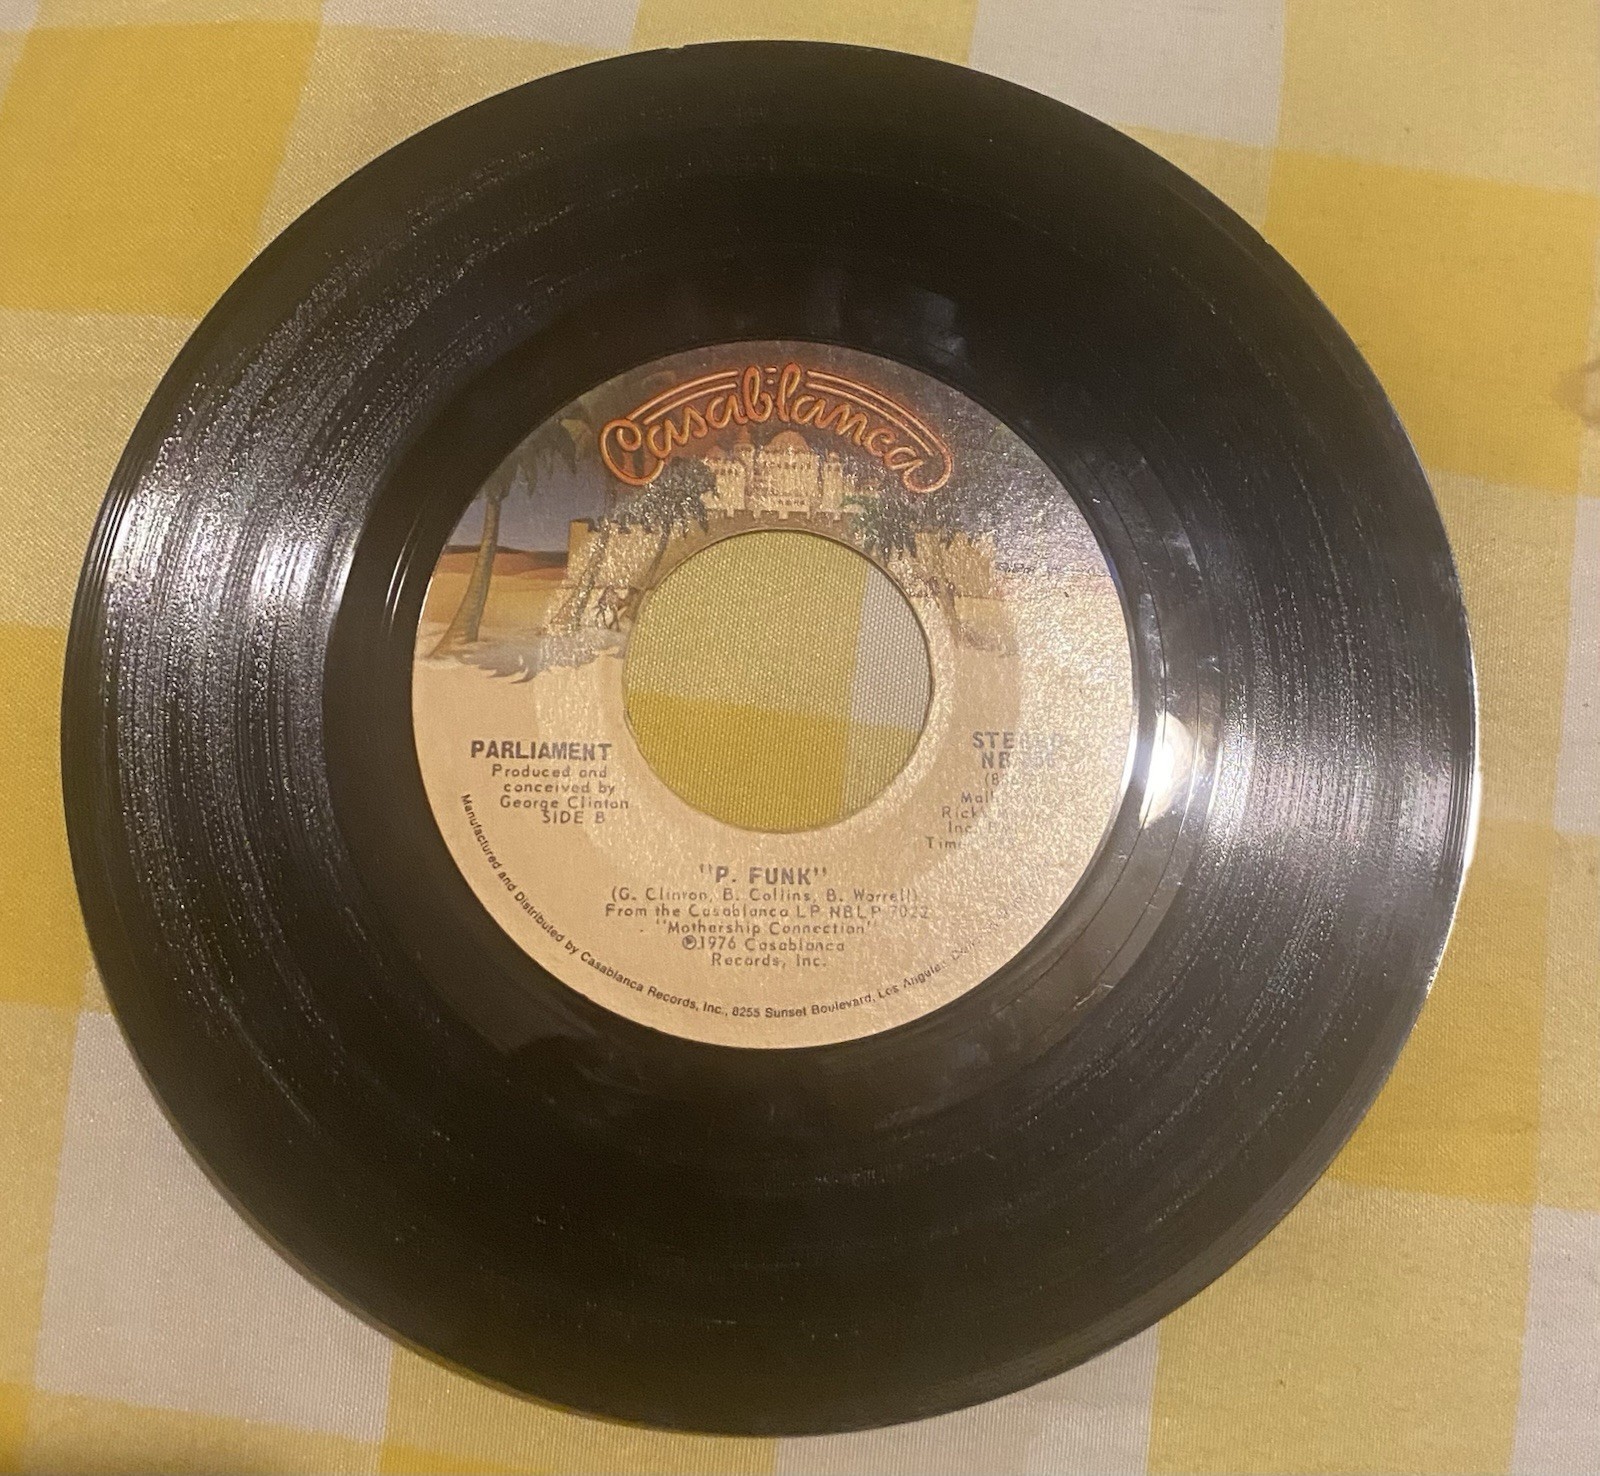 Casablanca
PARLIAMENT
Produced and
conceived by
George Clinton
SIDE B
STEREO
"P. FUNK"
(G. Clinton, B. Collins, B. Worrell)
From the Casablanca LP NBLP 7022
"Mothership Connection"
℗1976 Casablanca
Records, Inc.
Manufactured and Distributed by Casablanca Records, Inc., 8255 Sunset Boulevard, Los Angeles